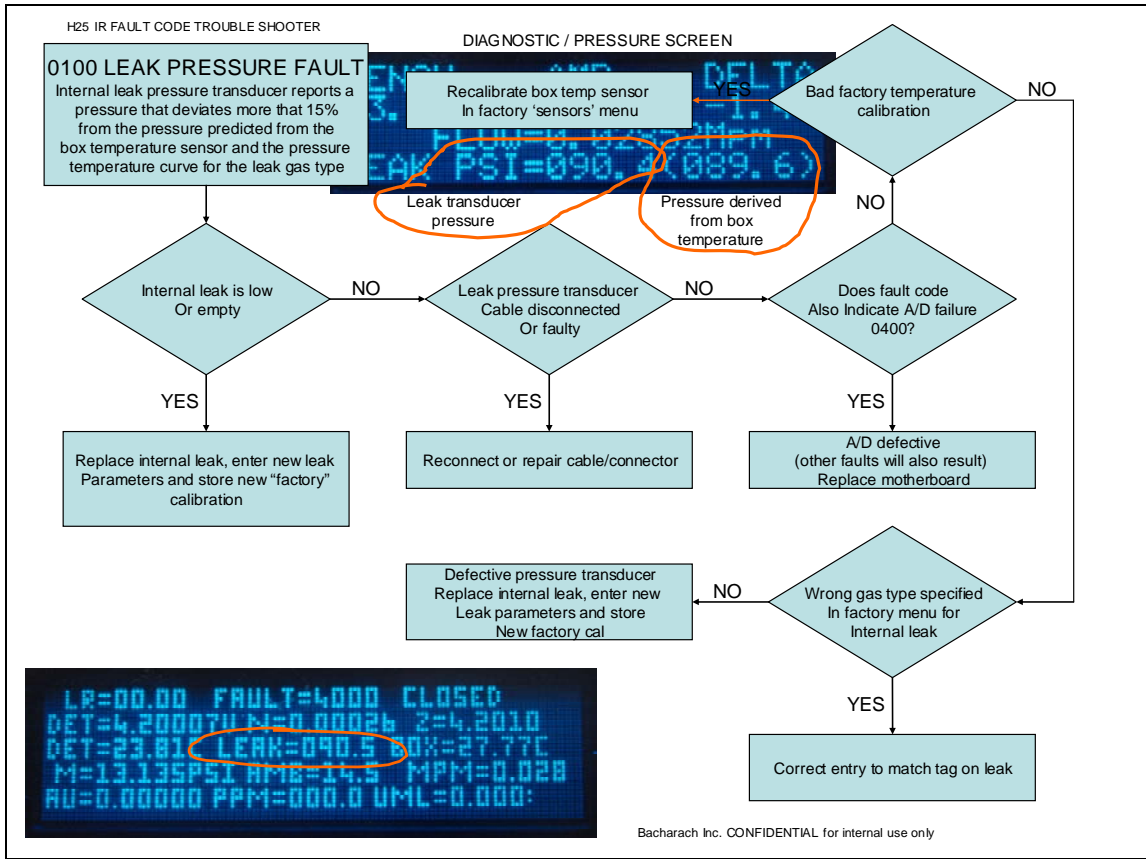 H25 IR FAULT CODE TROUBLE SHOOTER
DIAGNOSTIC / PRESSURE SCREEN
0100 LEAK PRESSURE FAULT
Internal leak pressure transducer reports a
pressure that deviates more that 15%
from the pressure predicted from the
box temperature sensor and the pressure
temperature curve for the leak gas type
DELTA
Recalibrate box temp sensor
In factory 'sensors' menu
YES
Bad factory temperature
calibration
NO
PSI=090.4(089.6)
Leak transducer
pressure
Pressure derived
from box
temperature
NO
Internal leak is low
Or empty
NO
Leak pressure transducer
Cable disconnected
Or faulty
NO
Does fault code
Also Indicate A/D failure
0400?
YES
YES
YES
Replace internal leak, enter new leak
Parameters and store new "factory"
calibration
Reconnect or repair cable/connector
A/D defective
(other faults will also result)
Replace motherboard
Defective pressure transducer
Replace internal leak, enter new
Leak parameters and store
New factory cal
NO
Wrong gas type specified
In factory menu for
Internal leak
YES
Correct entry to match tag on leak
LR=00.00 FAULT=4000 CLOSED
DET=4.20007 0.00026 Z=4.2010
DET=23.81C LEAK=090.5 BOX=27.77C
M=13.135PSI AMB=14.5 MPM=0.028
AU=0.00000 PPM=000.0 UML=0.000:
Bacharach Inc. CONFIDENTIAL for internal use only